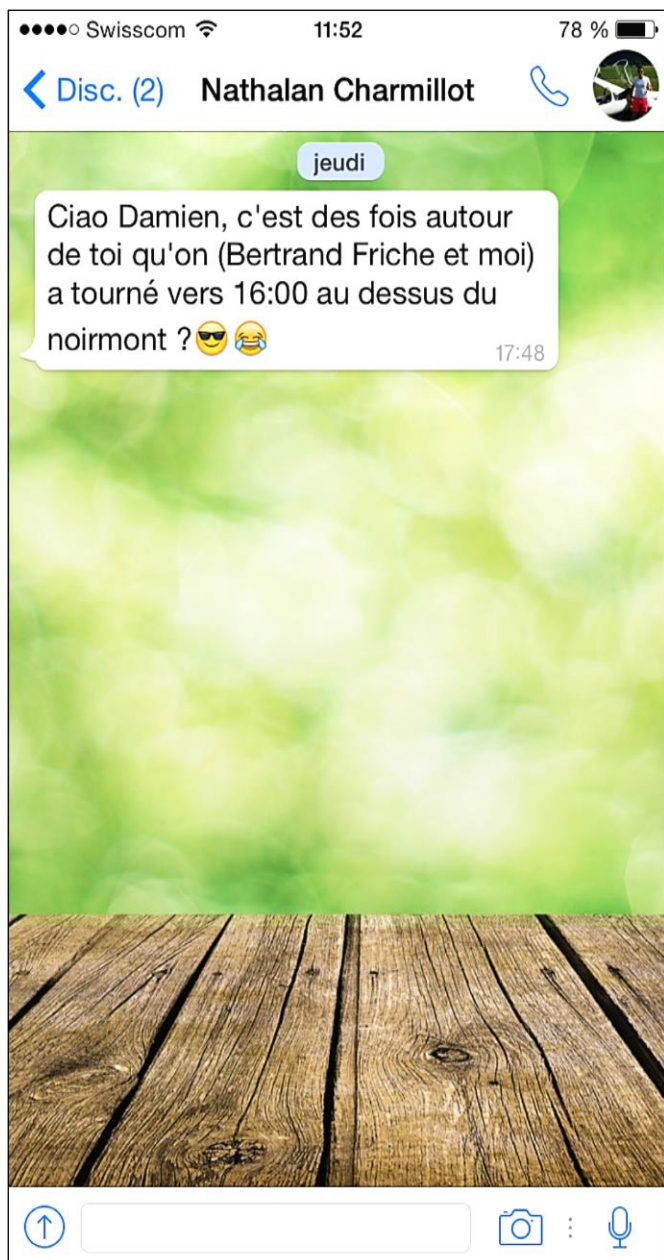 Swisscom 11:52 78 %
Disc. (2) Nathalan Charmillot
jeudi
Ciao Damien, c'est des fois autour
de toi qu'on (Bertrand Friche et moi)
a tourné vers 16:00 au dessus du
noirmont ?😎😂
17:48